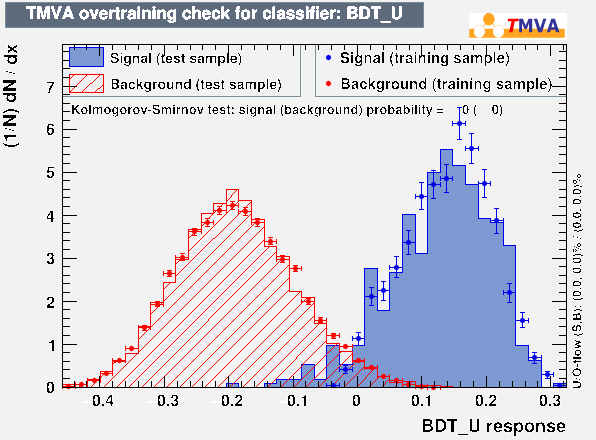 TMVA overtraining check for classifier: BDT_U
TMVA
Signal (test sample)
Background (test sample)
Signal (training sample)
Background (training sample)
Kolmogorov-Smirnov test: signal (background) probability = 0 ( 0)
(1/N) dN / dx
7
6
5
4
3
2
1
0
−0.4 −0.3 −0.2 −0.1 0 0.1 0.2 0.3
BDT_U response
U/O-flow (S,B): (0.0, 0.0)% / (0.0, 0.0)%